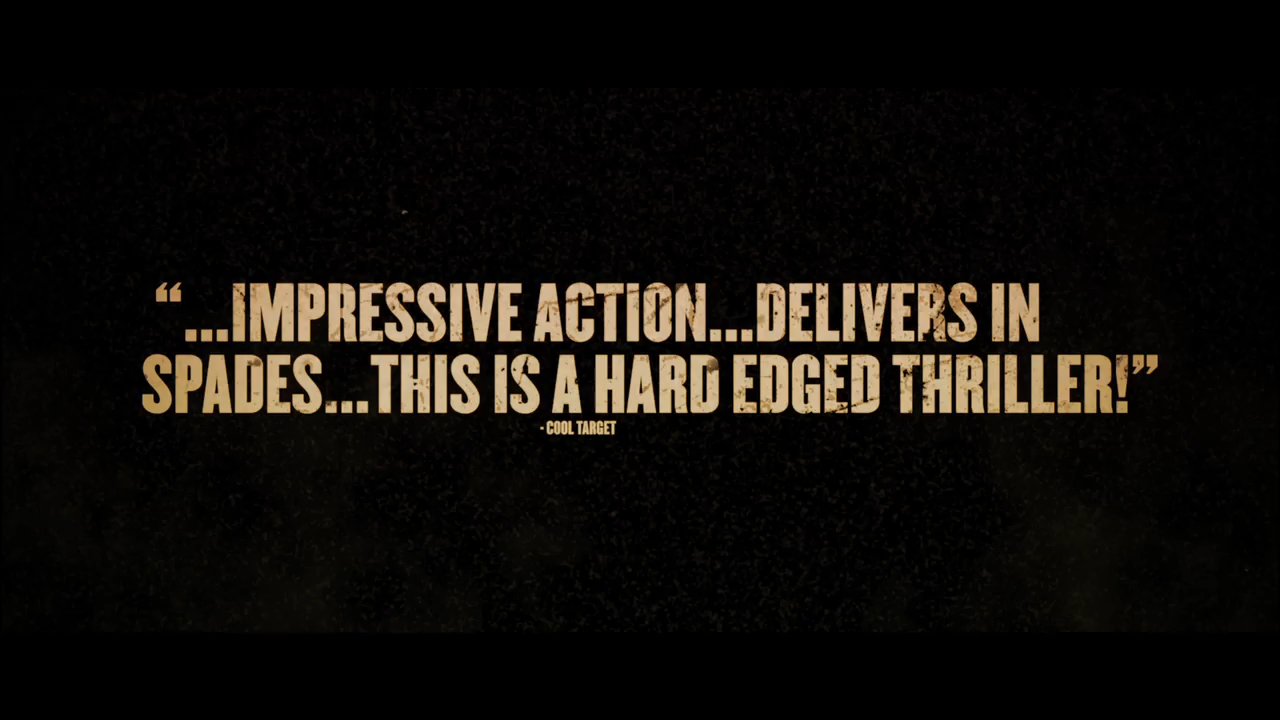 “...IMPRESSIVE ACTION...DELIVERS IN
SPADES...THIS IS A HARD EDGED THRILLER!”
- COOL TARGET